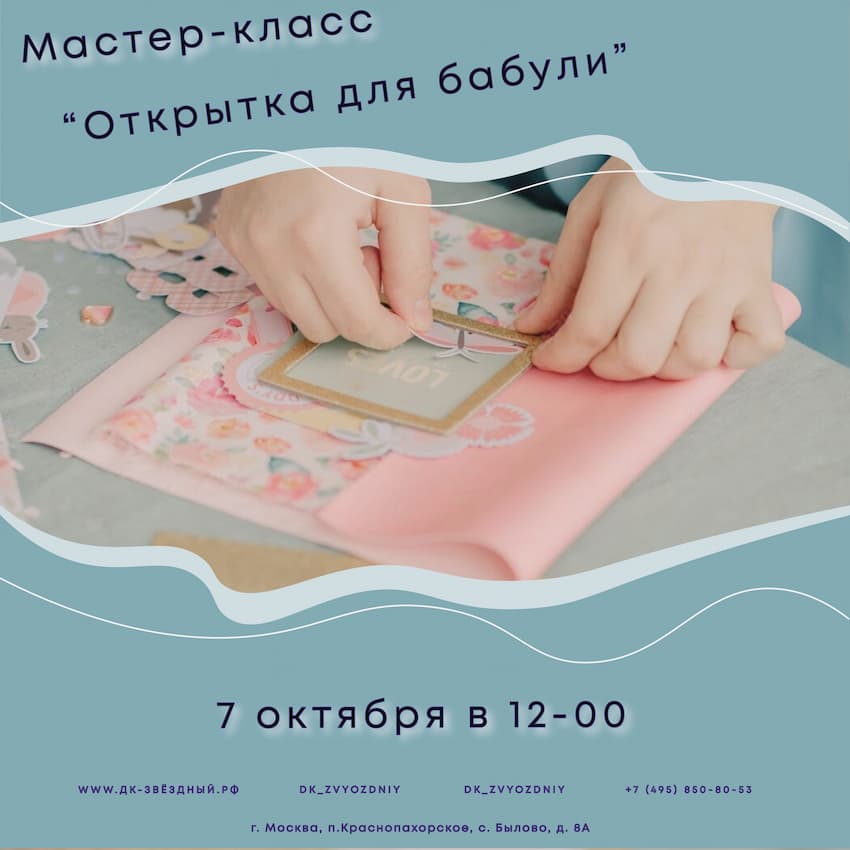 Мастер-класс
“Открытка для бабули”
LOVE
7 октября в 12-00
WWW.ДК-ЗВЁЗДНЫЙ.РФ DK_ZVYOZDNIY DK_ZVYOZDNIY +7 (495) 850-80-53
г. Москва, п.Краснопахорское, с. Былово, д. 8А